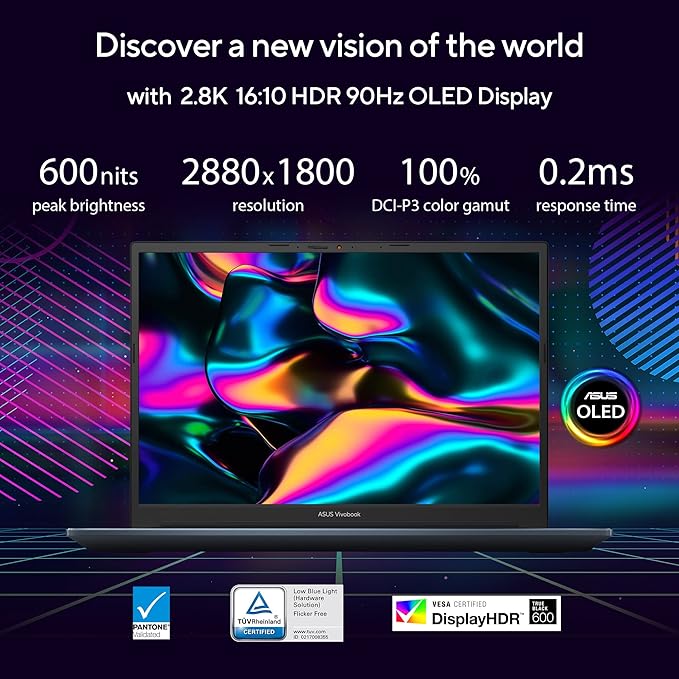 Discover a new vision of the world
with 2.8K 16:10 HDR 90Hz OLED Display
600nits 2880x1800 100% 0.2ms
peak brightness resolution DCI-P3 color gamut response time
ASUS
OLED
ASUS Vivobook
PANTONE®
Validated
TÜVRheinland
CERTIFIED
Low Blue Light
(Hardware
Solution)
Flicker Free
www.tuv.com
ID 0217008355
VESA CERTIFIED
DisplayHDR™
TRUE
BLACK
600